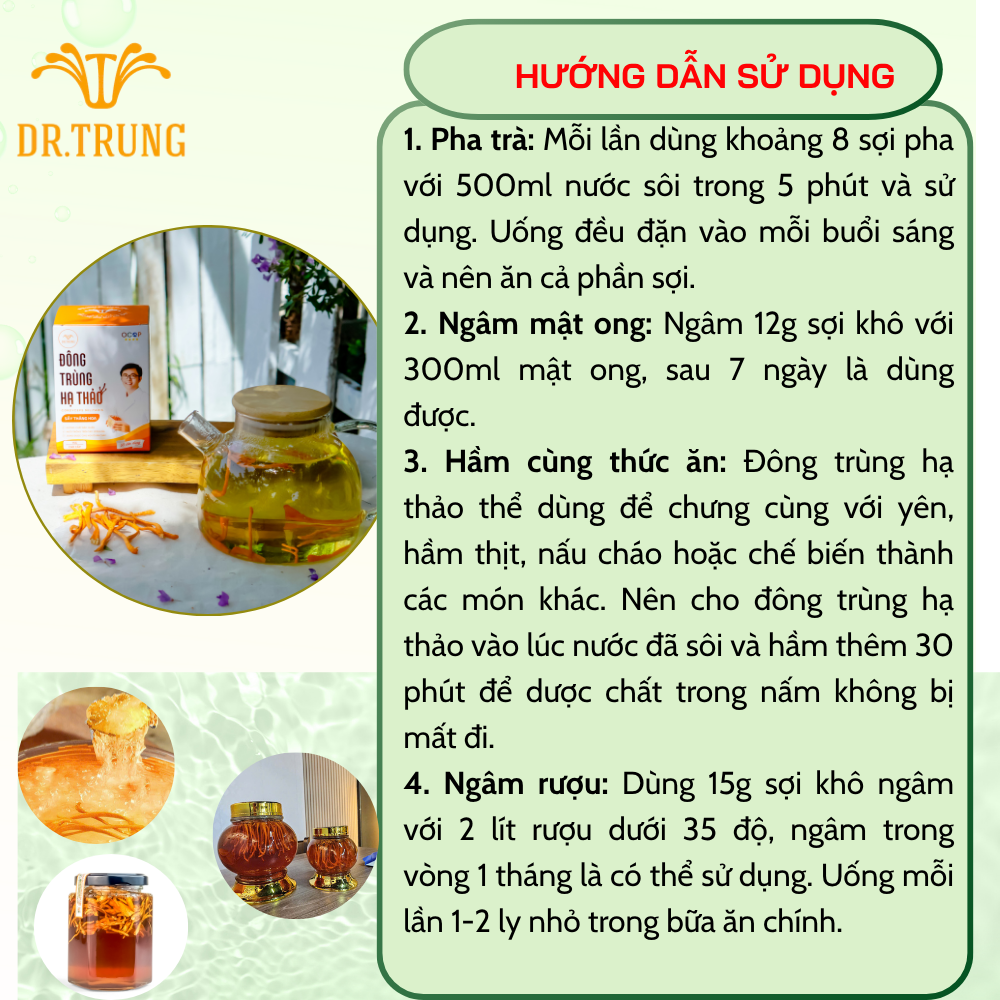 DR.TRUNG
HƯỚNG DẪN SỬ DỤNG
1. Pha trà: Mỗi lần dùng khoảng 8 sợi pha
với 500ml nước sôi trong 5 phút và sử
dụng. Uống đều đặn vào mỗi buổi sáng
và nên ăn cả phần sợi.
2. Ngâm mật ong: Ngâm 12g sợi khô với
300ml mật ong, sau 7 ngày là dùng
được.
3. Hầm cùng thức ăn: Đông trùng hạ
thảo thể dùng để chưng cùng với yên,
hầm thịt, nấu cháo hoặc chế biến thành
các món khác. Nên cho đông trùng hạ
thảo vào lúc nước đã sôi và hầm thêm 30
phút để dược chất trong nấm không bị
mất đi.
4. Ngâm rượu: Dùng 15g sợi khô ngâm
với 2 lít rượu dưới 35 độ, ngâm trong
vòng 1 tháng là có thể sử dụng. Uống mỗi
lần 1-2 ly nhỏ trong bữa ăn chính.
OCOP
ĐÔNG
TRÙNG
HẠ THẢO